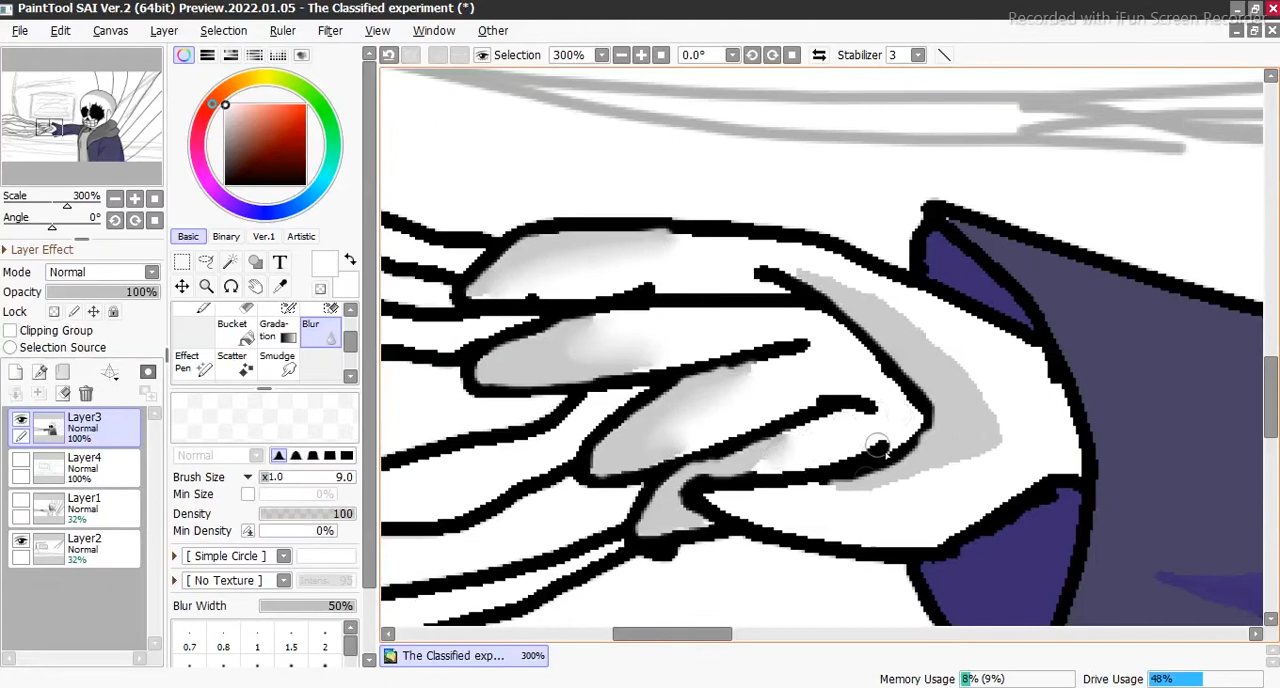 PaintTool SAI Ver.2 (64bit) Preview.2022.01.05 - The Classified experiment (*)
Recorded with iFun Screen Recorder
File Edit Canvas Layer Selection Ruler Filter View Window Other
Selection 300% 0.0° Stabilizer 3
Scale 300%
Angle 0°
Layer Effect
Mode Normal
Opacity 100%
Lock
Clipping Group
Selection Source
Layer3
Normal
100%
Layer4
Normal
100%
Layer1
Normal
32%
Layer2
Normal
32%
Basic Binary Ver.1 Artistic
T
Bucket Grada-tion Blur
Effect Pen Scatter Smudge
Normal
Brush Size x1.0 9.0
Min Size 0%
Density 100
Min Density 0%
[ Simple Circle ]
[ No Texture ] Intens. 95
Blur Width 50%
0.7 0.8 1 1.5 2
The Classified exp... 300%
Memory Usage 8% (9%) Drive Usage 48%